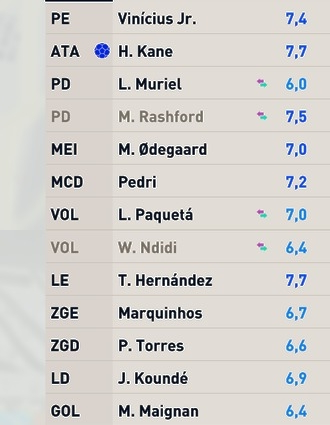 PE Vinícius Jr. 7,4
ATA H. Kane 7,7
PD L. Muriel 6,0
PD M. Rashford 7,5
MEI M. Ødegaard 7,0
MCD Pedri 7,2
VOL L. Paquetá 7,0
VOL W. Ndidi 6,4
LE T. Hernández 7,7
ZGE Marquinhos 6,7
ZGD P. Torres 6,6
LD J. Koundé 6,9
GOL M. Maignan 6,4